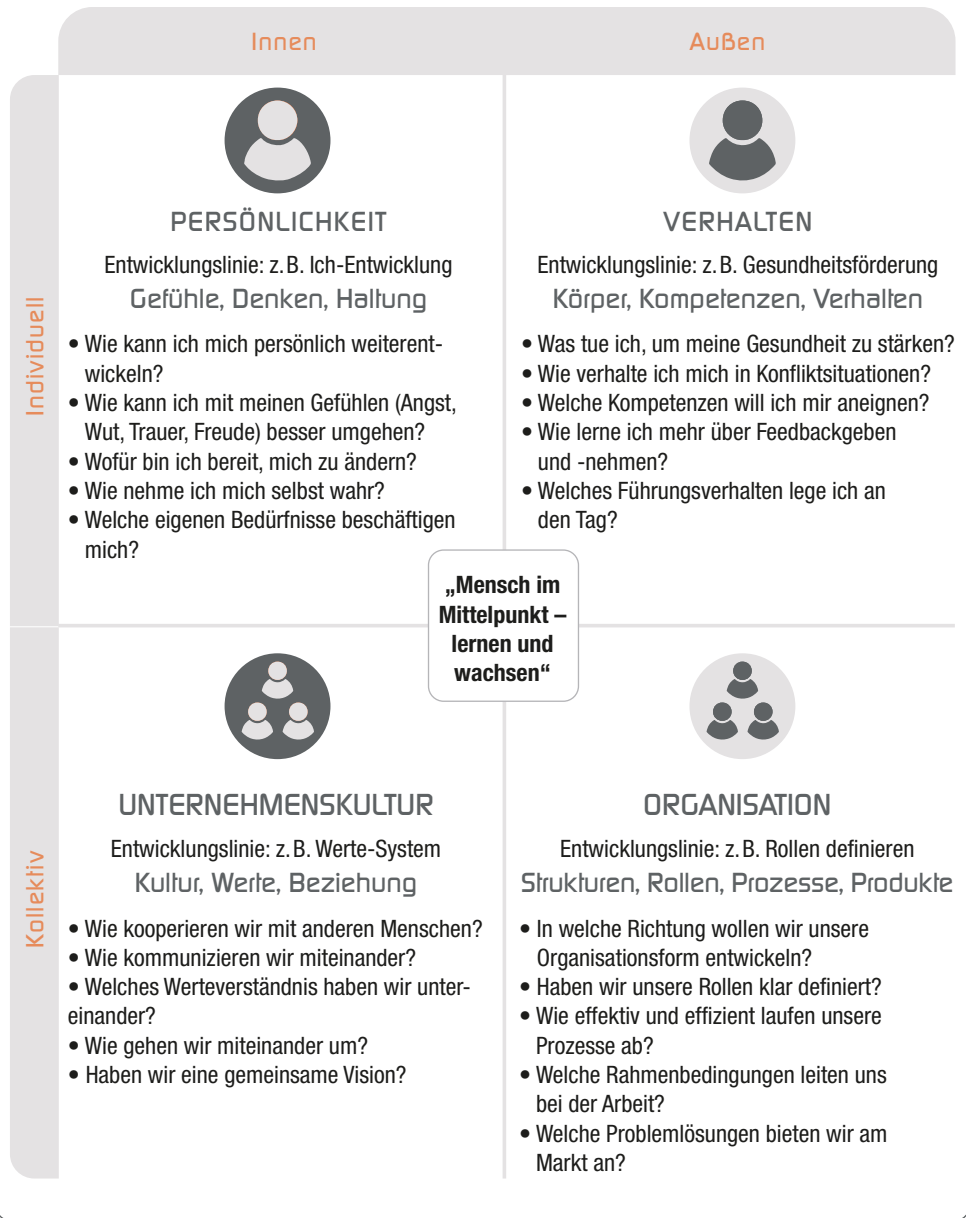 Innen
Außen
Individuell
PERSÖNLICHKEIT
Entwicklungslinie: z. B. Ich-Entwicklung
Gefühle, Denken, Haltung
• Wie kann ich mich persönlich weiterent-
wickeln?
• Wie kann ich mit meinen Gefühlen (Angst,
Wut, Trauer, Freude) besser umgehen?
• Wofür bin ich bereit, mich zu ändern?
• Wie nehme ich mich selbst wahr?
• Welche eigenen Bedürfnisse beschäftigen
mich?
VERHALTEN
Entwicklungslinie: z. B. Gesundheitsförderung
Körper, Kompetenzen, Verhalten
• Was tue ich, um meine Gesundheit zu stärken?
• Wie verhalte ich mich in Konfliktsituationen?
• Welche Kompetenzen will ich mir aneignen?
• Wie lerne ich mehr über Feedbackgeben
und -nehmen?
• Welches Führungsverhalten lege ich an
den Tag?
„Mensch im
Mittelpunkt –
lernen und
wachsen“
Kollektiv
UNTERNEHMENSKULTUR
Entwicklungslinie: z. B. Werte-System
Kultur, Werte, Beziehung
• Wie kooperieren wir mit anderen Menschen?
• Wie kommunizieren wir miteinander?
• Welches Werteverständnis haben wir unter-
einander?
• Wie gehen wir miteinander um?
• Haben wir eine gemeinsame Vision?
ORGANISATION
Entwicklungslinie: z. B. Rollen definieren
Strukturen, Rollen, Prozesse, Produkte
• In welche Richtung wollen wir unsere
Organisationsform entwickeln?
• Haben wir unsere Rollen klar definiert?
• Wie effektiv und effizient laufen unsere
Prozesse ab?
• Welche Rahmenbedingungen leiten uns
bei der Arbeit?
• Welche Problemlösungen bieten wir am
Markt an?